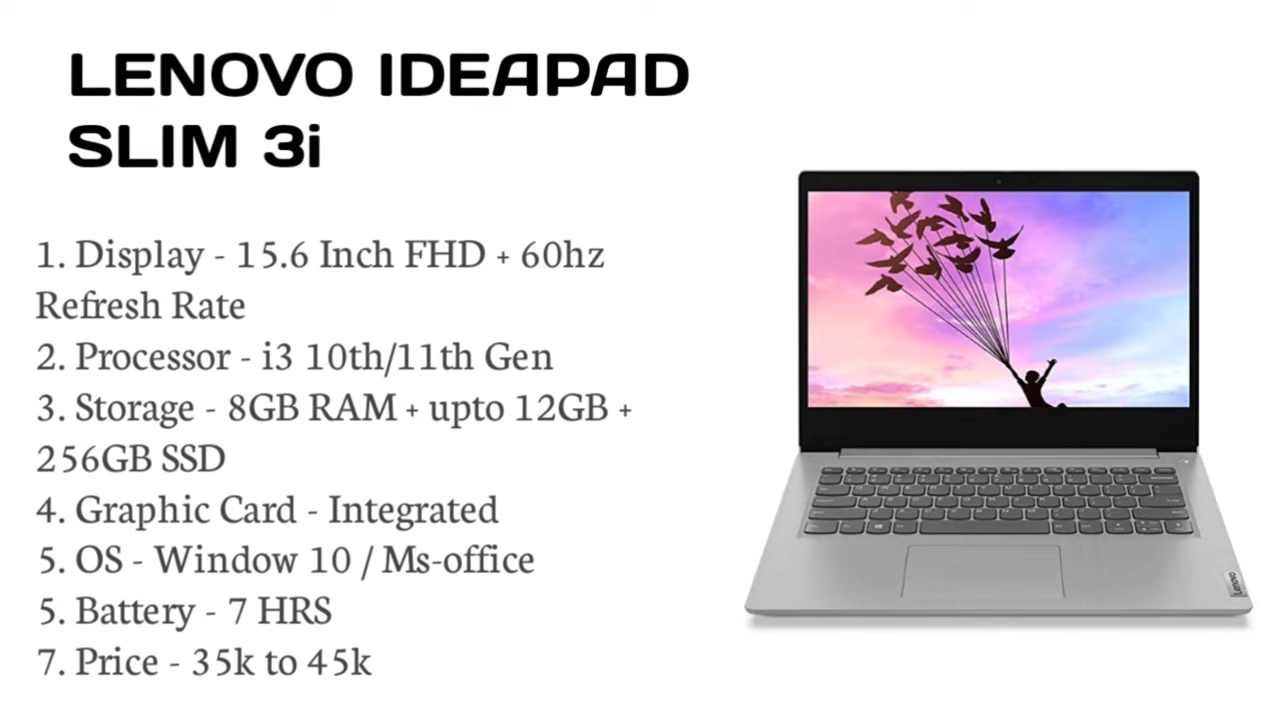 LENOVO IDEAPAD
SLIM 3i
1. Display - 15.6 Inch FHD + 60hz
Refresh Rate
2. Processor - i3 10th/11th Gen
3. Storage - 8GB RAM + upto 12GB +
256GB SSD
4. Graphic Card - Integrated
5. OS - Window 10 / Ms-office
5. Battery - 7 HRS
7. Price - 35k to 45k
Lenovo